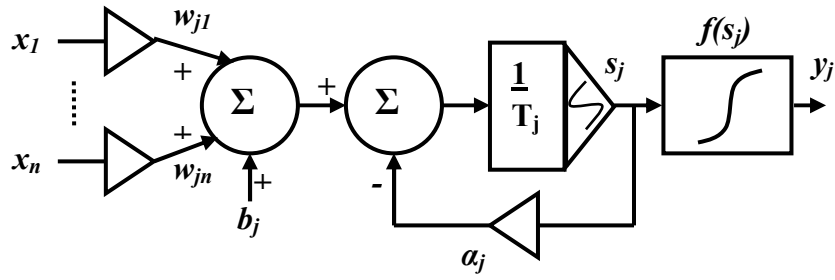 x1
wj1
+
Σ
+
Σ
1
Tj
sj
f(sj)
yj
xn
+
wjn
+
bj
-
αj